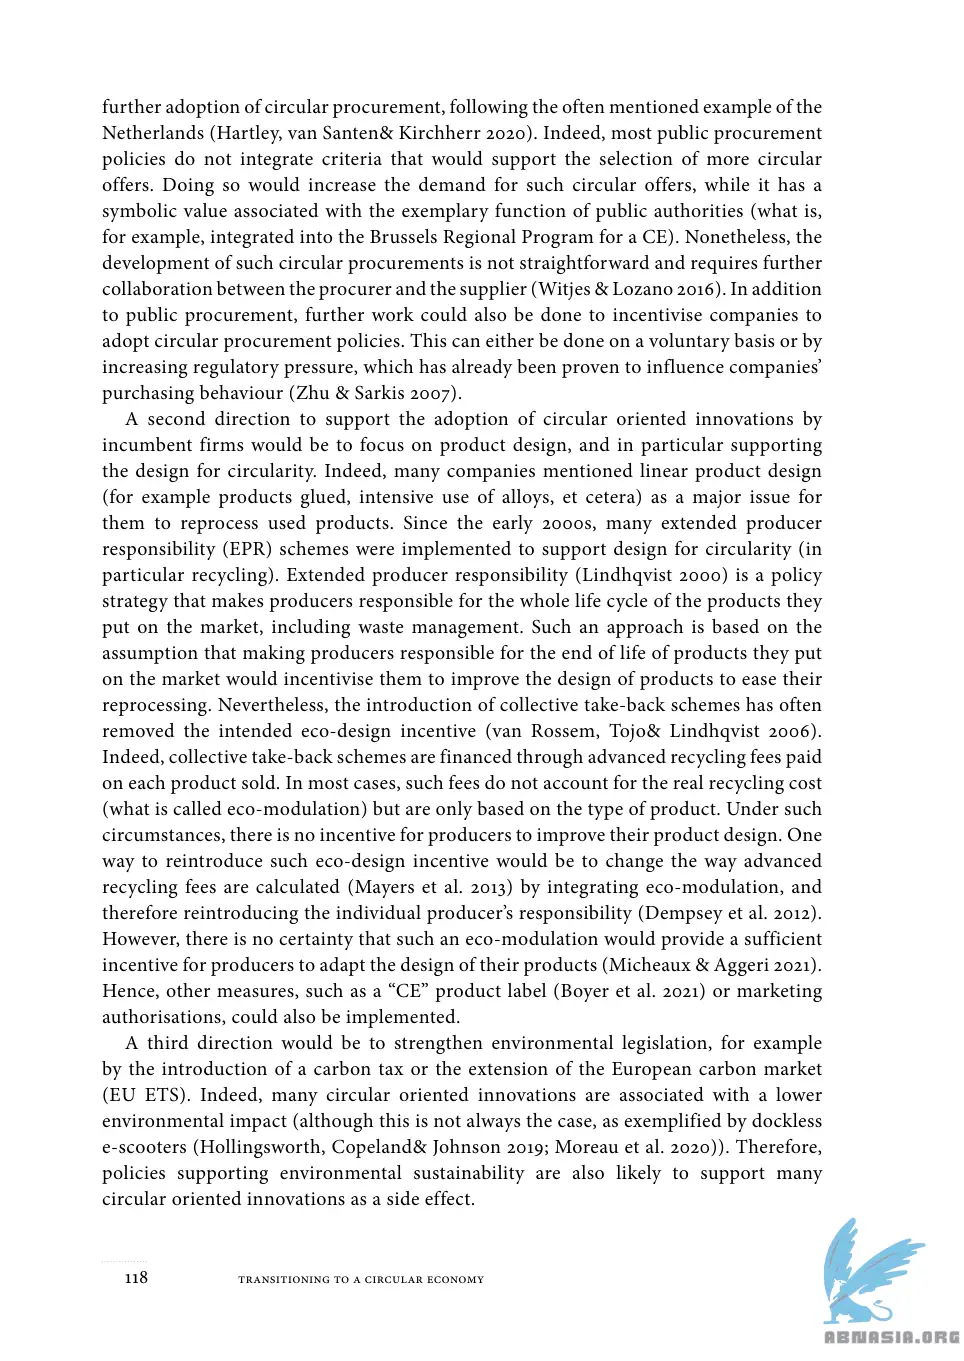 further adoption of circular procurement, following the often mentioned example of the
Netherlands (Hartley, van Santen& Kirchherr 2020). Indeed, most public procurement
policies do not integrate criteria that would support the selection of more circular
offers. Doing so would increase the demand for such circular offers, while it has a
symbolic value associated with the exemplary function of public authorities (what is,
for example, integrated into the Brussels Regional Program for a CE). Nonetheless, the
development of such circular procurements is not straightforward and requires further
collaboration between the procurer and the supplier (Witjes & Lozano 2016). In addition
to public procurement, further work could also be done to incentivise companies to
adopt circular procurement policies. This can either be done on a voluntary basis or by
increasing regulatory pressure, which has already been proven to influence companies’
purchasing behaviour (Zhu & Sarkis 2007).
A second direction to support the adoption of circular oriented innovations by
incumbent firms would be to focus on product design, and in particular supporting
the design for circularity. Indeed, many companies mentioned linear product design
(for example products glued, intensive use of alloys, et cetera) as a major issue for
them to reprocess used products. Since the early 2000s, many extended producer
responsibility (EPR) schemes were implemented to support design for circularity (in
particular recycling). Extended producer responsibility (Lindhqvist 2000) is a policy
strategy that makes producers responsible for the whole life cycle of the products they
put on the market, including waste management. Such an approach is based on the
assumption that making producers responsible for the end of life of products they put
on the market would incentivise them to improve the design of products to ease their
reprocessing. Nevertheless, the introduction of collective take-back schemes has often
removed the intended eco-design incentive (van Rossem, Tojo& Lindhqvist 2006).
Indeed, collective take-back schemes are financed through advanced recycling fees paid
on each product sold. In most cases, such fees do not account for the real recycling cost
(what is called eco-modulation) but are only based on the type of product. Under such
circumstances, there is no incentive for producers to improve their product design. One
way to reintroduce such eco-design incentive would be to change the way advanced
recycling fees are calculated (Mayers et al. 2013) by integrating eco-modulation, and
therefore reintroducing the individual producer’s responsibility (Dempsey et al. 2012).
However, there is no certainty that such an eco-modulation would provide a sufficient
incentive for producers to adapt the design of their products (Micheaux & Aggeri 2021).
Hence, other measures, such as a “CE” product label (Boyer et al. 2021) or marketing
authorisations, could also be implemented.
A third direction would be to strengthen environmental legislation, for example
by the introduction of a carbon tax or the extension of the European carbon market
(EU ETS). Indeed, many circular oriented innovations are associated with a lower
environmental impact (although this is not always the case, as exemplified by dockless
e-scooters (Hollingsworth, Copeland& Johnson 2019; Moreau et al. 2020)). Therefore,
policies supporting environmental sustainability are also likely to support many
circular oriented innovations as a side effect.
118 TRANSITIONING TO A CIRCULAR ECONOMY
ABNASIA.ORG